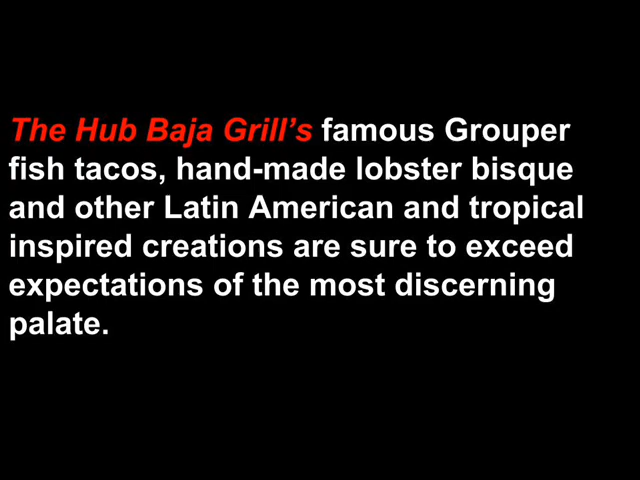 The Hub Baja Grill’s famous Grouper
fish tacos, hand-made lobster bisque
and other Latin American and tropical
inspired creations are sure to exceed
expectations of the most discerning
palate.